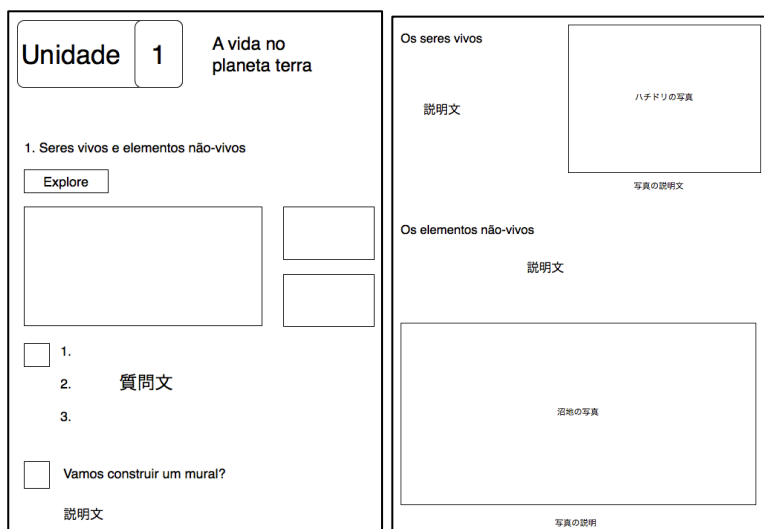 Unidade 1
A vida no
planeta terra
1. Seres vivos e elementos não-vivos
Explore
1.
2. 質問文
3.
Vamos construir um mural?
説明文
Os seres vivos
説明文
ハチドリの写真
写真の説明文
Os elementos não-vivos
説明文
沼地の写真
写真の説明